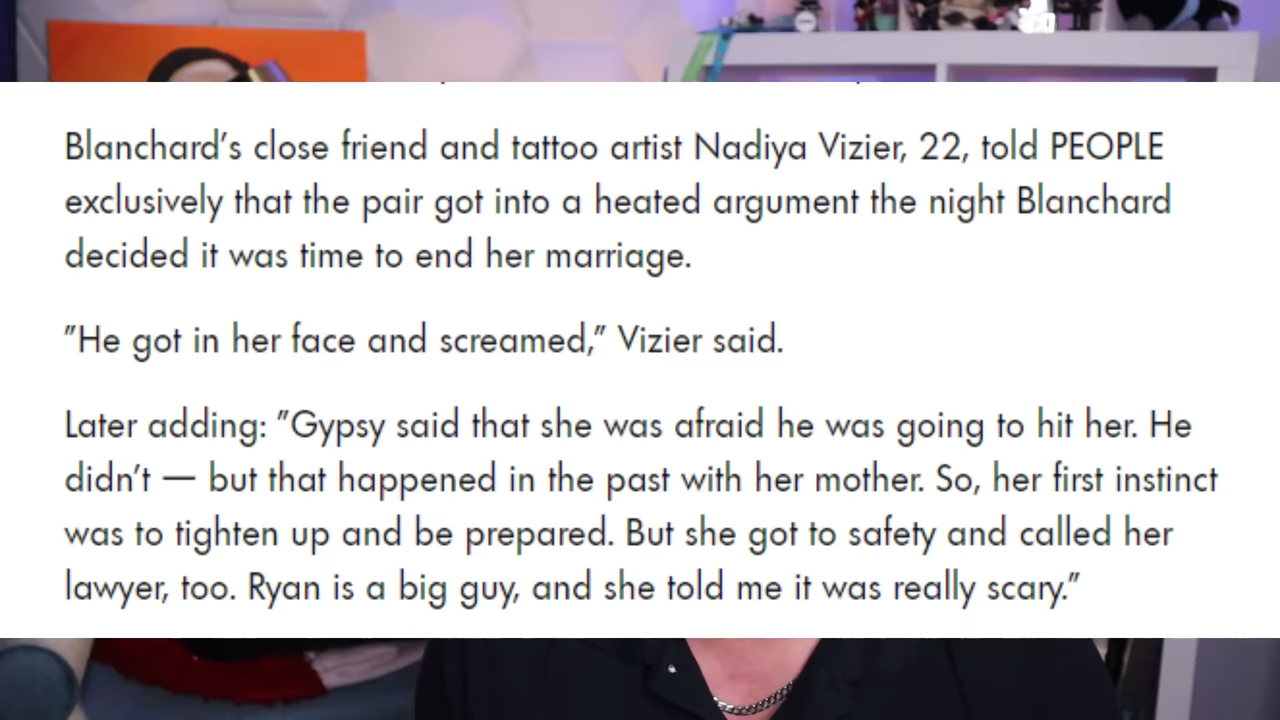 Blanchard's close friend and tattoo artist Nadiya Vizier, 22, told PEOPLE
exclusively that the pair got into a heated argument the night Blanchard
decided it was time to end her marriage.
"He got in her face and screamed," Vizier said.
Later adding: "Gypsy said that she was afraid he was going to hit her. He
didn't — but that happened in the past with her mother. So, her first instinct
was to tighten up and be prepared. But she got to safety and called her
lawyer, too. Ryan is a big guy, and she told me it was really scary."